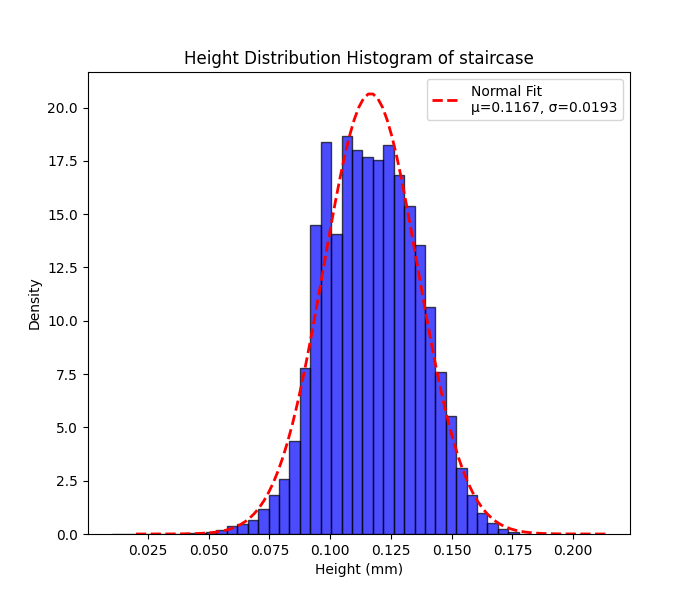 Height Distribution Histogram of staircase
Normal Fit
μ=0.1167, σ=0.0193
20.0
17.5
15.0
12.5
10.0
7.5
5.0
2.5
0.0
Density
0.025 0.050 0.075 0.100 0.125 0.150 0.175 0.200
Height (mm)